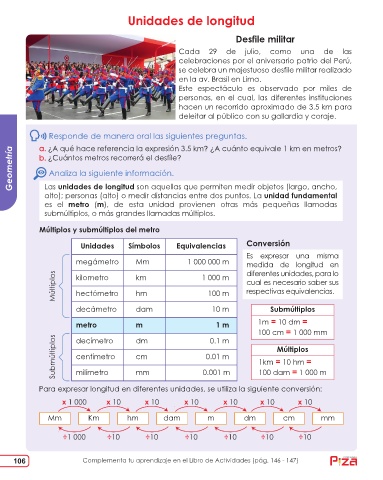 Unidades de longitud
Desfile militar
Cada 29 de julio, como una de las
celebraciones por el aniversario patrio del Perú,
se celebra un majestuoso desfile militar realizado
en la av. Brasil en Limo.
Este espectáculo es observado por miles de
personas, en el cual, las diferentes instituciones
hacen un recorrido aproximado de 3.5 km para
deleitar al público con su gallardía y coraje.
Responde de manera oral las siguientes preguntas.
a. ¿A qué hace referencia la expresión 3.5 km? ¿A cuánto equivale 1 km en metros?
b. ¿Cuántos metros recorrerá el desfile?
Geometría
Analiza la siguiente información.
Las unidades de longitud son aquellas que permiten medir objetos (largo, ancho,
alto); personas (alto) o medir distancias entre dos puntos. La unidad fundamental
es el metro (m), de esta unidad provienen otras más pequeñas llamadas
submúltiplos, o más grandes llamadas múltiplos.
Múltiplos y submúltiplos del metro
Unidades Símbolos Equivalencias
megámetro Mm 1 000 000 m
kilometro km 1 000 m
hectómetro hm 100 m
decámetro dam 10 m
metro m 1 m
decímetro dm 0.1 m
centímetro cm 0.01 m
milímetro mm 0.001 m
Múltiplos
Submúltiplos
Conversión
Es expresar una misma
medida de longitud en
diferentes unidades, para lo
cual es necesario saber sus
respectivas equivalencias.
Submúltiplos
1m = 10 dm =
100 cm = 1 000 mm
Múltiplos
1km = 10 hm =
100 dam = 1 000 m
Para expresar longitud en diferentes unidades, se utiliza la siguiente conversión:
x 1 000 x 10 x 10 x 10 x 10 x 10 x 10
Mm Km hm dam m dm cm mm
÷1 000 ÷10 ÷10 ÷10 ÷10 ÷10 ÷10
106 Complementa tu aprendizaje en el Libro de Actividades (pág. 146 - 147)
Piza